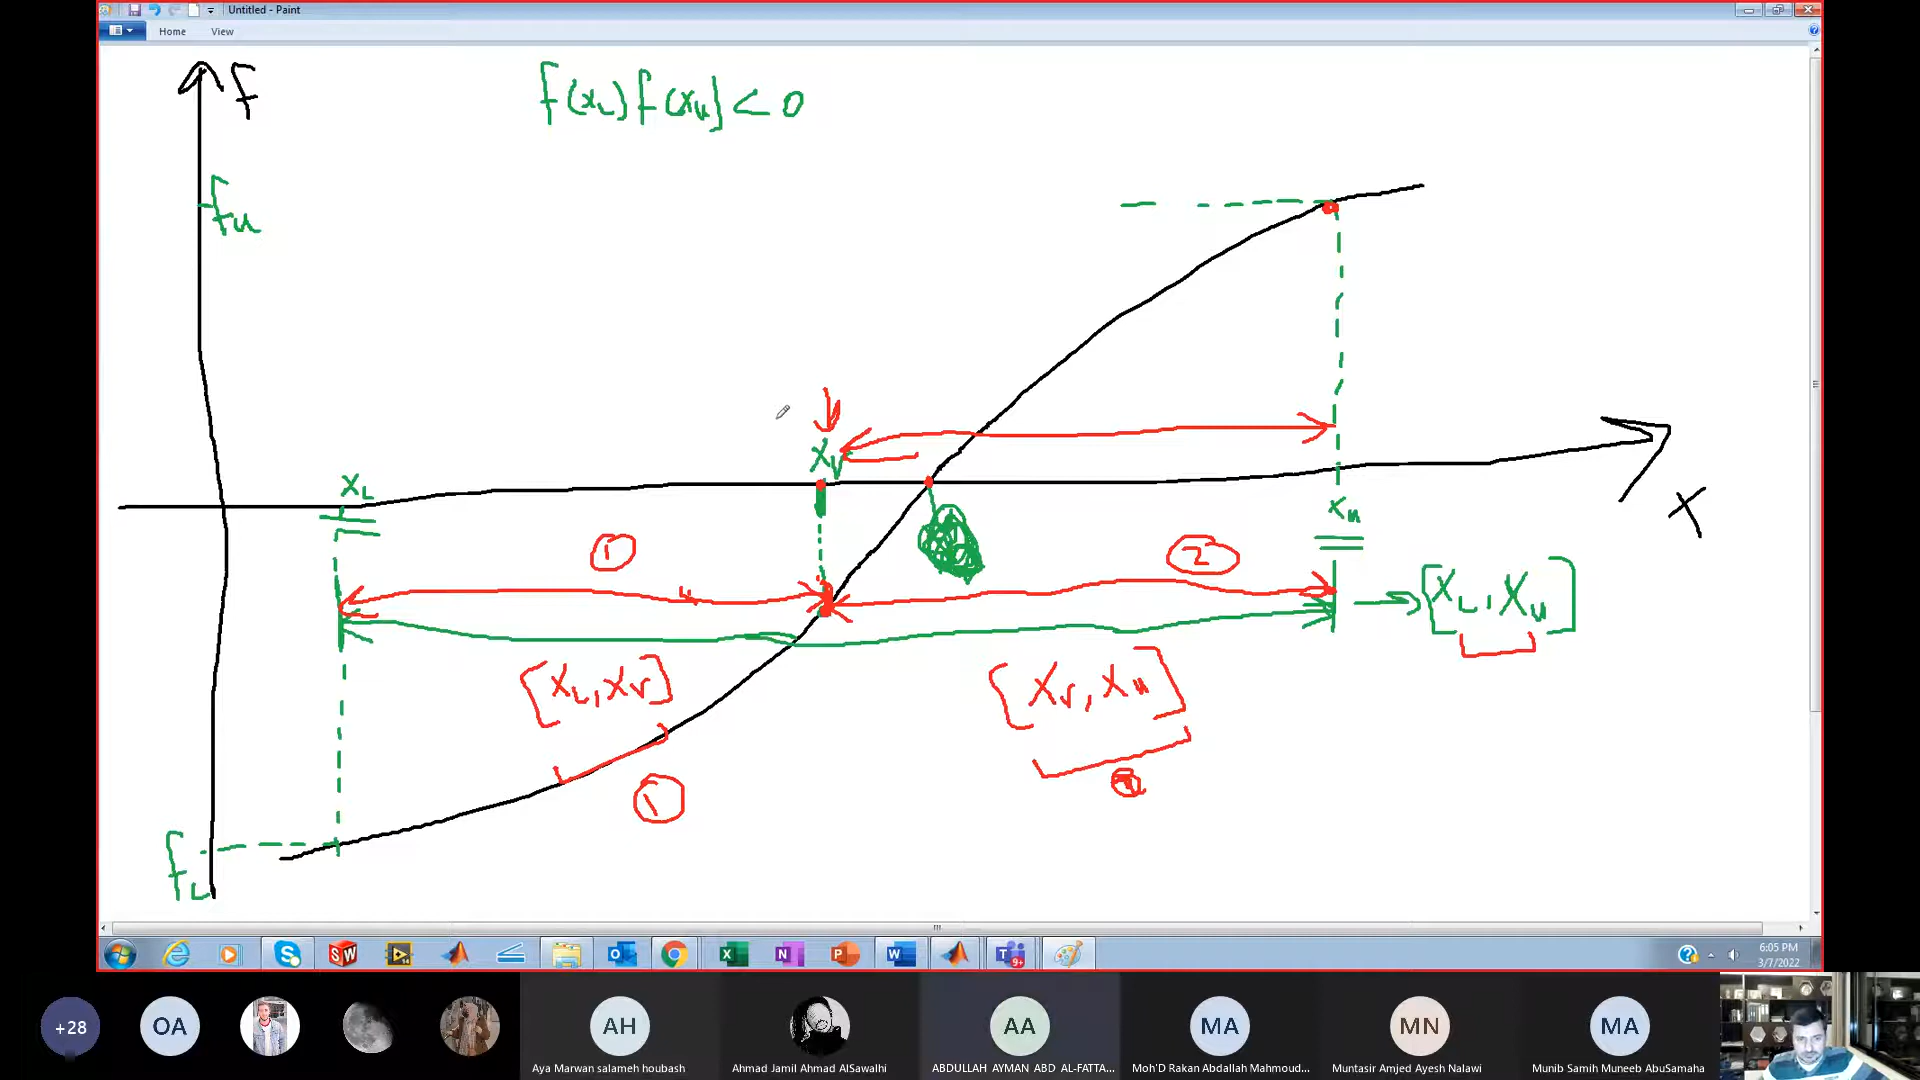 Untitled - Paint
Home View
f
f(xL) f(xu) < 0
fu
xr
xL
xu
x
1
2
[xL, xu]
[xL, xr]
[xr, xu]
1
fL
6:05 PM
3/7/2022
9+
+28
OA
AH
AA
MA
MN
MA
Aya Marwan salameh houbash
Ahmad Jamil Ahmad AlSawalhi
ABDULLAH AYMAN ABD AL-FATTA...
Moh'D Rakan Abdallah Mahmoud...
Muntasir Amjed Ayesh Nalawi
Munib Samih Muneeb AbuSamaha